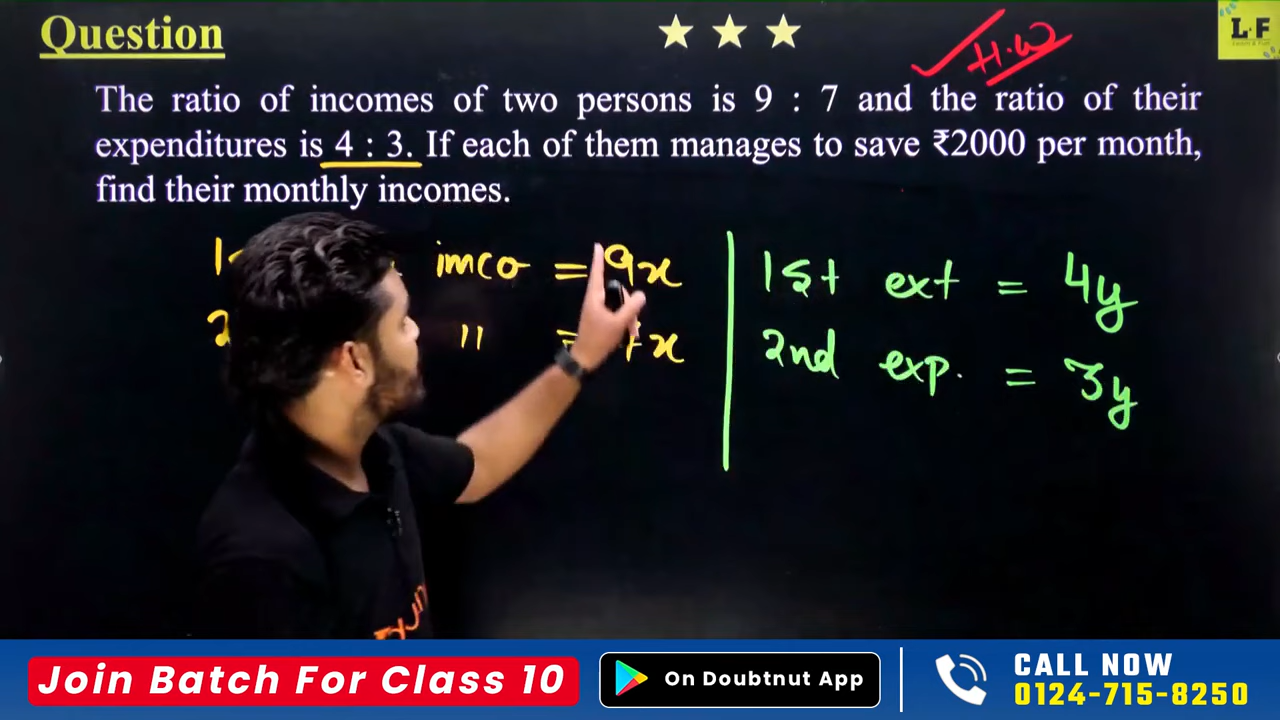 Question
L·F
H.W
The ratio of incomes of two persons is 9 : 7 and the ratio of their
expenditures is 4 : 3. If each of them manages to save ₹2000 per month,
find their monthly incomes.
imco = 9x
" = 7x
1st ext = 4y
2nd exp. = 3y
Join Batch For Class 10
On Doubtnut App
CALL NOW
0124-715-8250